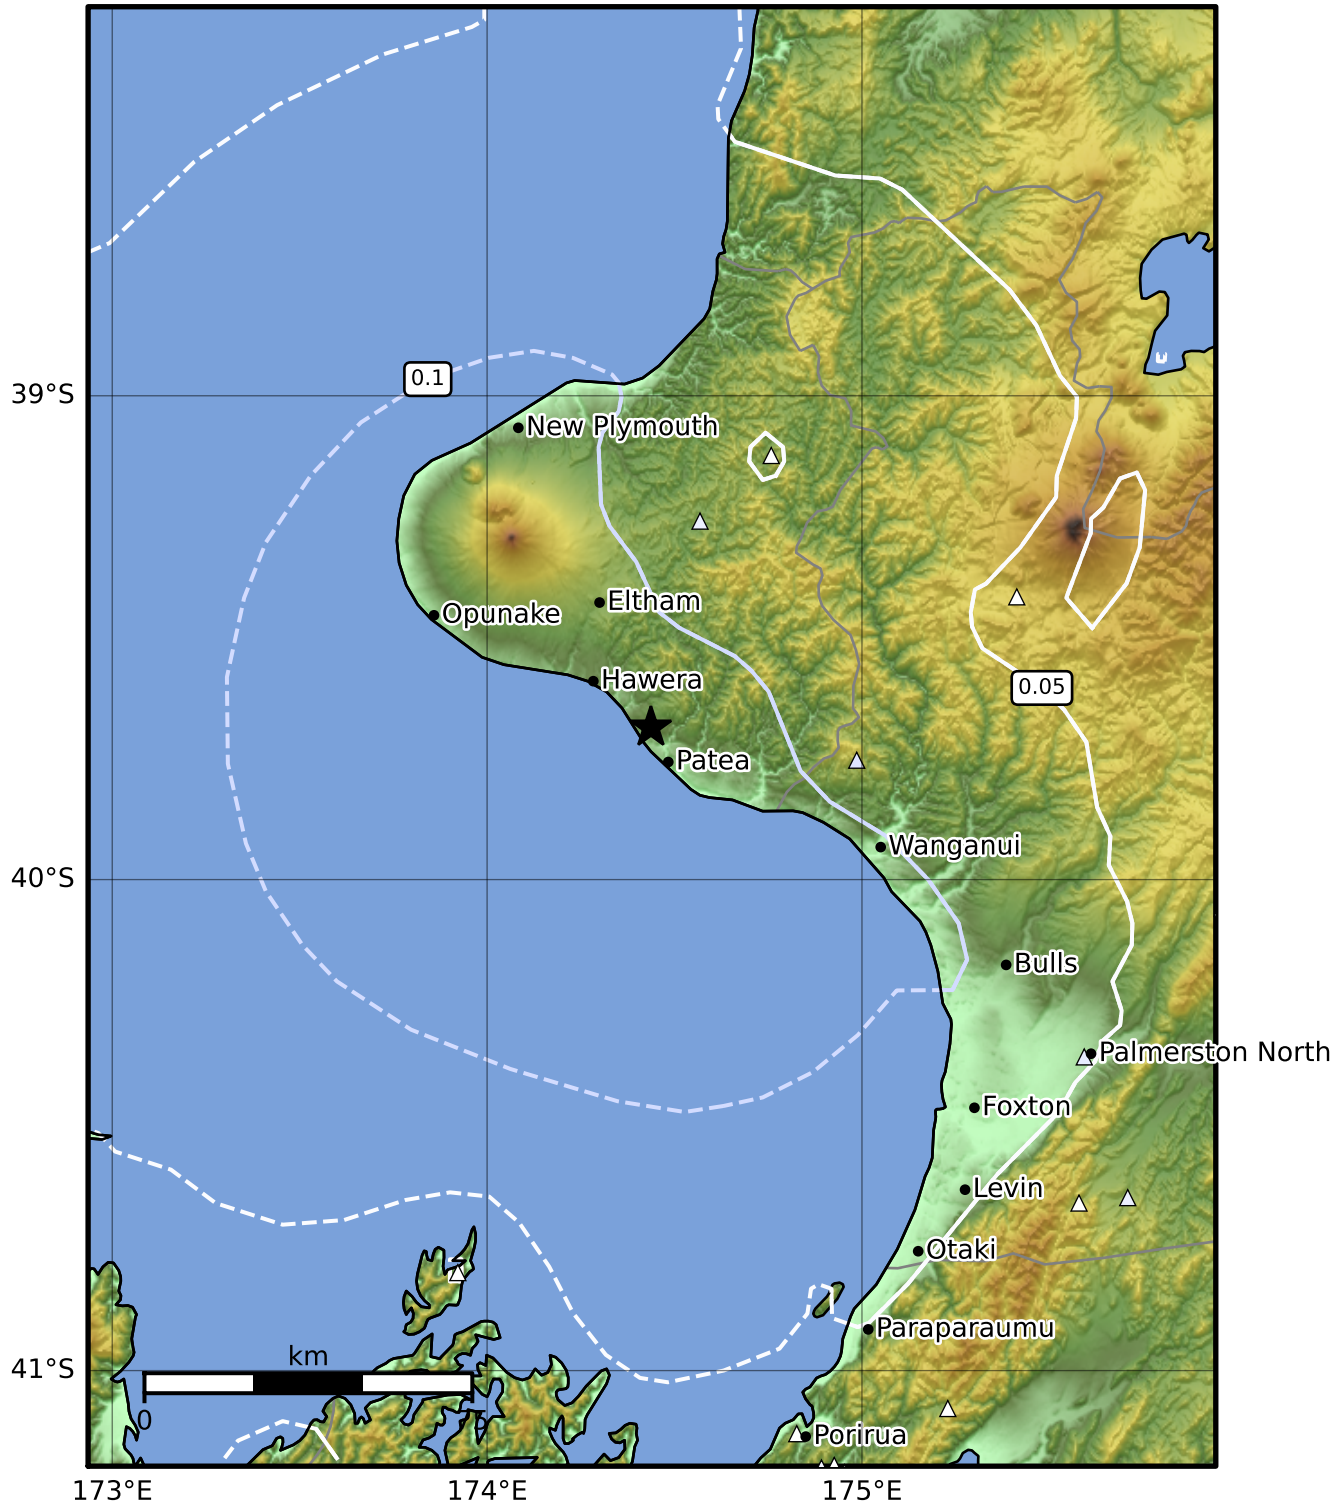 0.1
39°S
New Plymouth
Eltham
Opunake
Hawera
0.05
Patea
Wanganui
40°S
Bulls
Palmerston North
Foxton
Levin
Otaki
Paraparaumu
km
41°S
0
75
Porirua
173°E
174°E
175°E